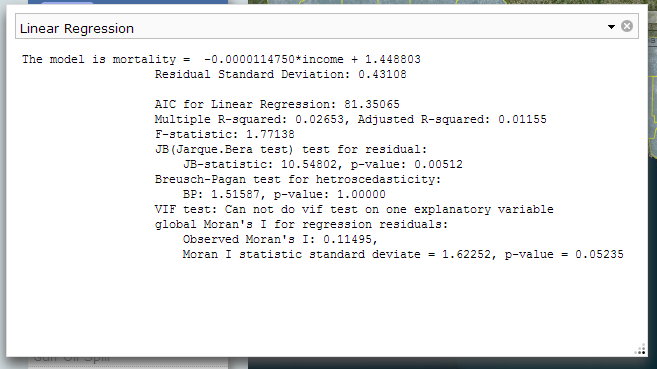 Linear Regression
The model is mortality = -0.0000114750*income + 1.448803
Residual Standard Deviation: 0.43108
AIC for Linear Regression: 81.35065
Multiple R-squared: 0.02653, Adjusted R-squared: 0.01155
F-statistic: 1.77138
JB(Jarque.Bera test) test for residual:
JB-statistic: 10.54802, p-value: 0.00512
Breusch-Pagan test for hetroscedasticity:
BP: 1.51587, p-value: 1.00000
VIF test: Can not do vif test on one explanatory variable
global Moran's I for regression residuals:
Observed Moran's I: 0.11495,
Moran I statistic standard deviate = 1.62252, p-value = 0.05235